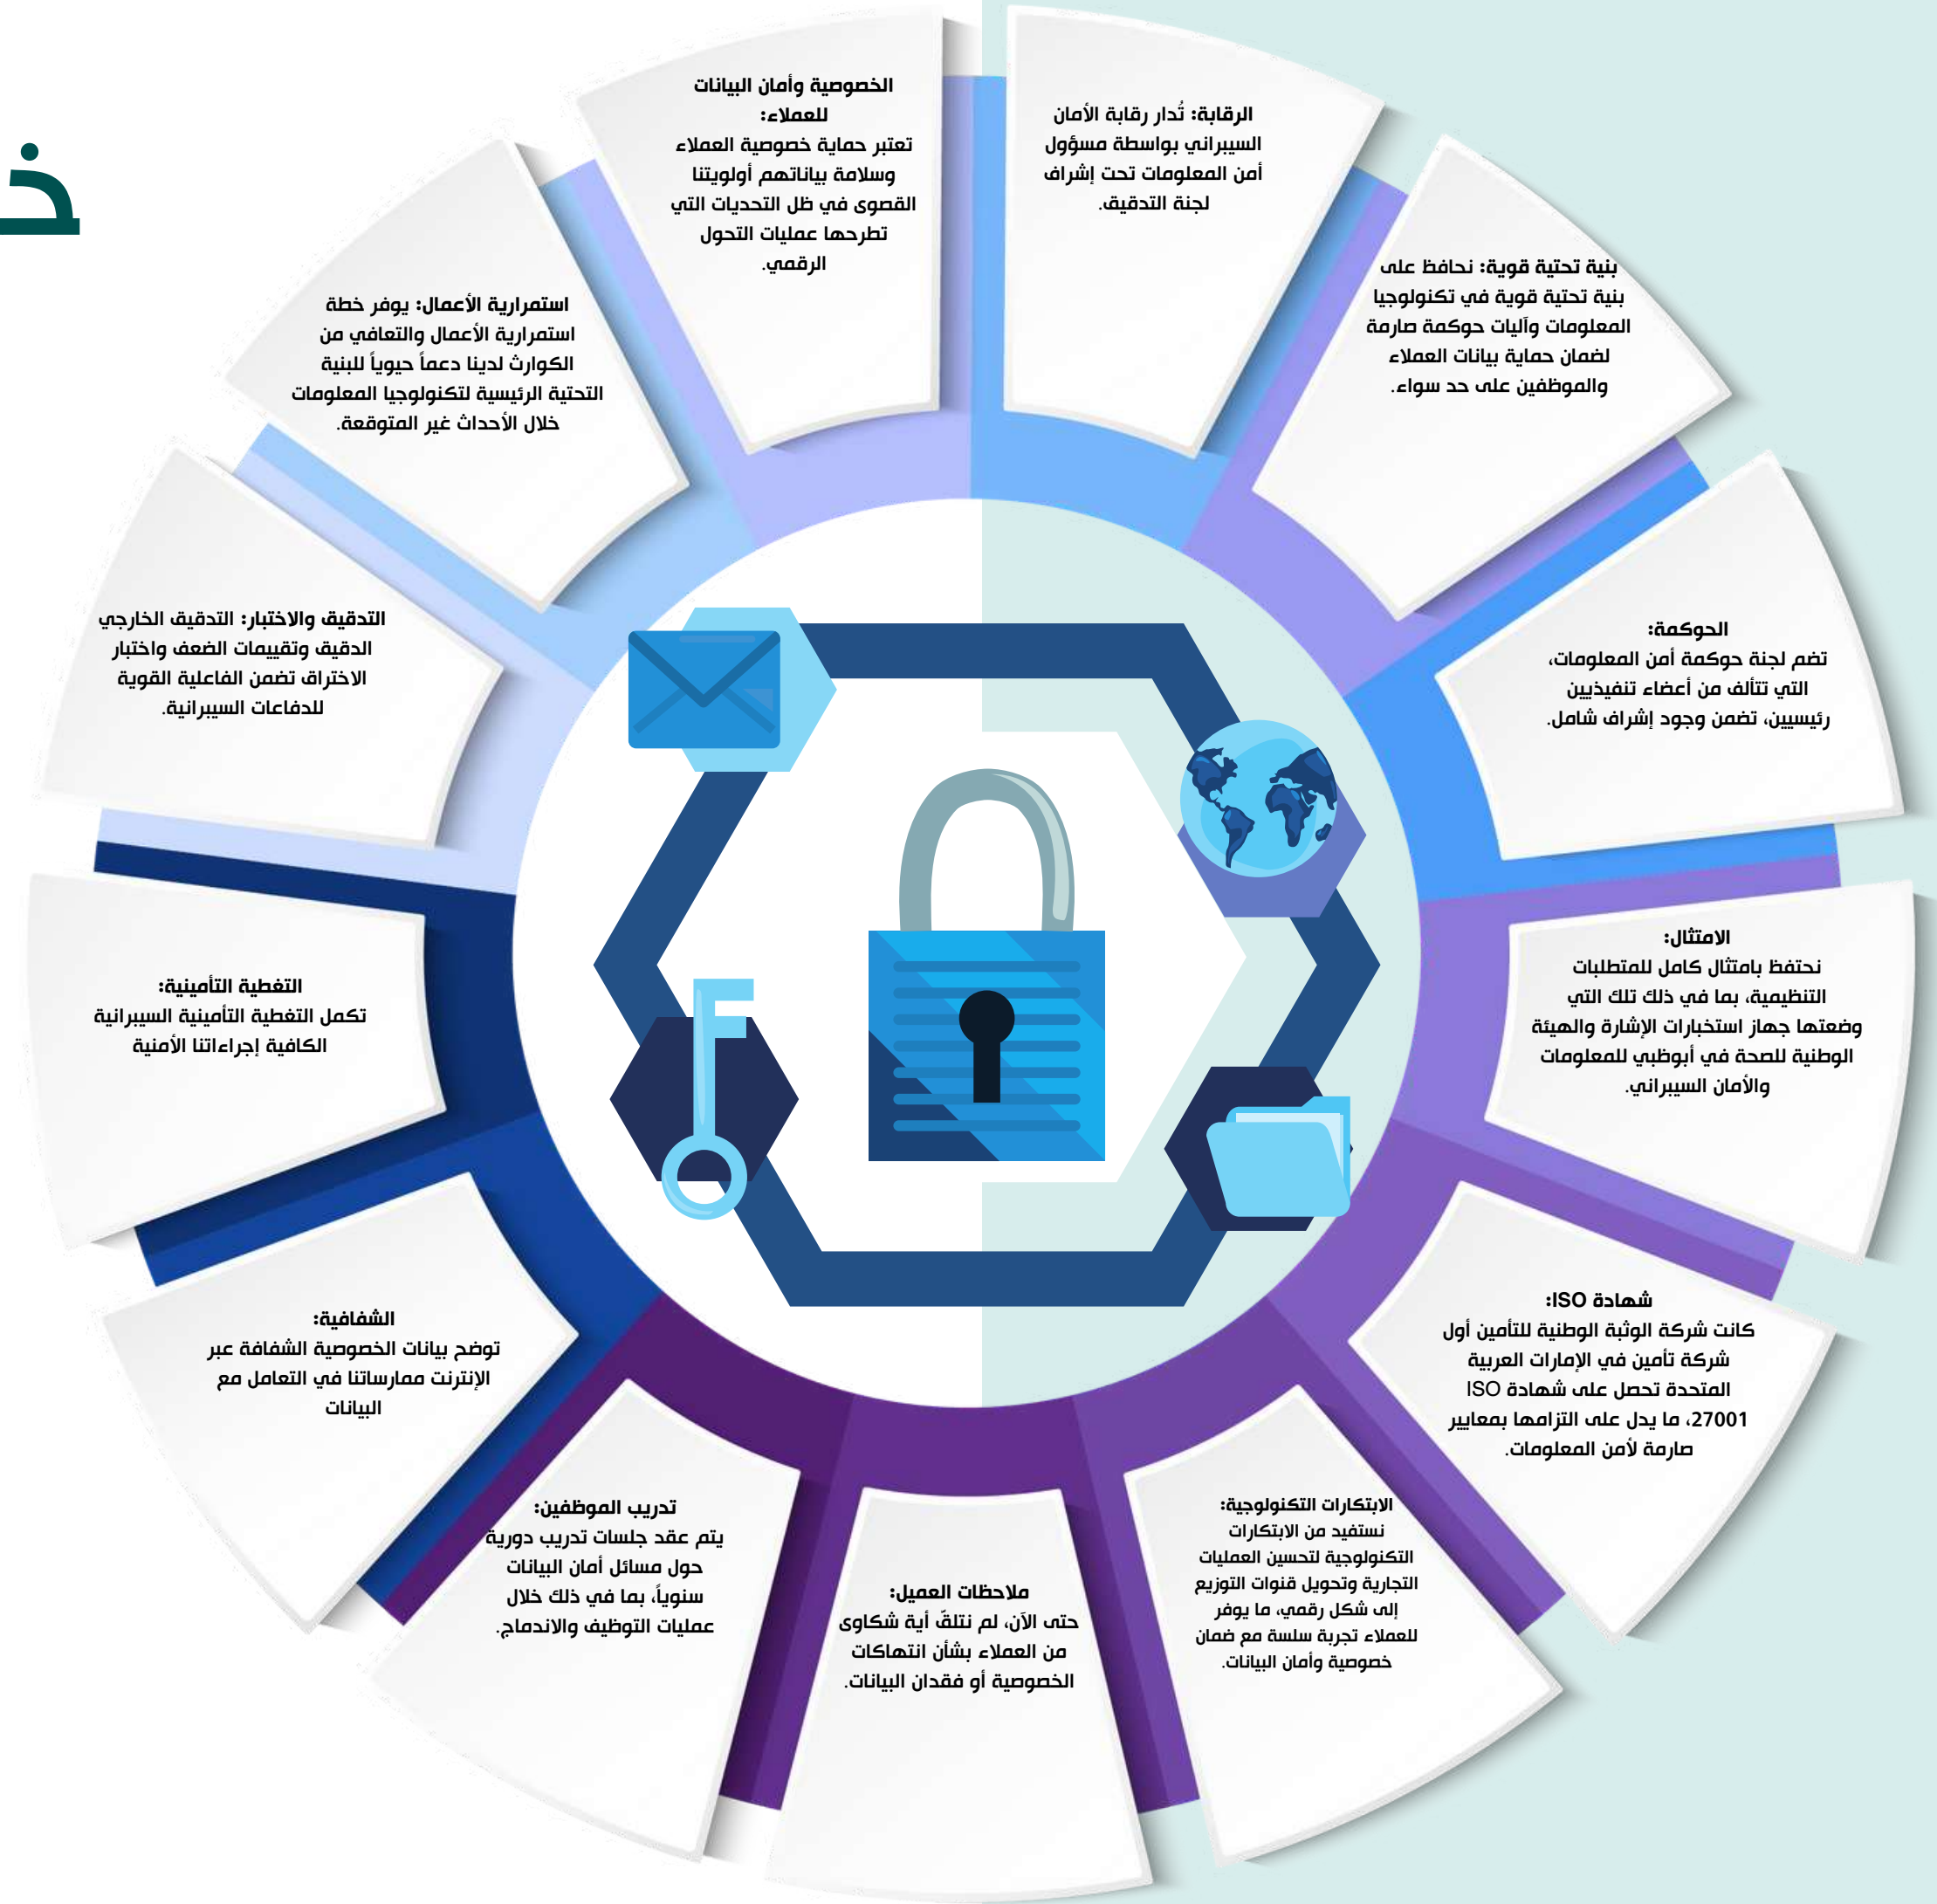 خـ
الخصوصية وأمان البيانات
للعملاء:
تعتبر حماية خصوصية العملاء
وسلامة بياناتهم أولويتنا
القصوى في ظل التحديات التي
تطرحها عمليات التحول
الرقمي.
الرقابة: تُدار رقابة الأمان
السيبراني بواسطة مسؤول
أمن المعلومات تحت إشراف
لجنة التدقيق.
بنية تحتية قوية: نحافظ على
بنية تحتية قوية في تكنولوجيا
المعلومات وآليات حوكمة صارمة
لضمان حماية بيانات العملاء
والموظفين على حد سواء.
الحوكمة:
تضم لجنة حوكمة أمن المعلومات،
التي تتألف من أعضاء تنفيذيين
رئيسيين، تضمن وجود إشراف شامل.
الامتثال:
نحتفظ بامتثال كامل للمتطلبات
التنظيمية، بما في ذلك تلك التي
وضعتها جهاز استخبارات الإشارة والهيئة
الوطنية للصحة في أبوظبي للمعلومات
والأمان السيبراني.
شهادة ISO:
كانت شركة الوثبة الوطنية للتأمين أول
شركة تأمين في الإمارات العربية
المتحدة تحصل على شهادة ISO
27001، ما يدل على التزامها بمعايير
صارمة لأمن المعلومات.
الابتكارات التكنولوجية:
نستفيد من الابتكارات
التكنولوجية لتحسين العمليات
التجارية وتحويل قنوات التوزيع
إلى شكل رقمي، ما يوفر
للعملاء تجربة سلسة مع ضمان
خصوصية وأمان البيانات.
ملاحظات العميل:
حتى الآن، لم نتلقّ أية شكاوى
من العملاء بشأن انتهاكات
الخصوصية أو فقدان البيانات.
تدريب الموظفين:
يتم عقد جلسات تدريب دورية
حول مسائل أمان البيانات
سنوياً، بما في ذلك خلال
عمليات التوظيف والاندماج.
الشفافية:
توضح بيانات الخصوصية الشفافة عبر
الإنترنت ممارساتنا في التعامل مع
البيانات
التغطية التأمينية:
تكمل التغطية التأمينية السيبرانية
الكافية إجراءاتنا الأمنية
التدقيق والاختبار: التدقيق الخارجي
الدقيق وتقييمات الضعف واختبار
الاختراق تضمن الفاعلية القوية
للدفاعات السيبرانية.
استمرارية الأعمال: يوفر خطة
استمرارية الأعمال والتعافي من
الكوارث لدينا دعماً حيوياً للبنية
التحتية الرئيسية لتكنولوجيا المعلومات
خلال الأحداث غير المتوقعة.